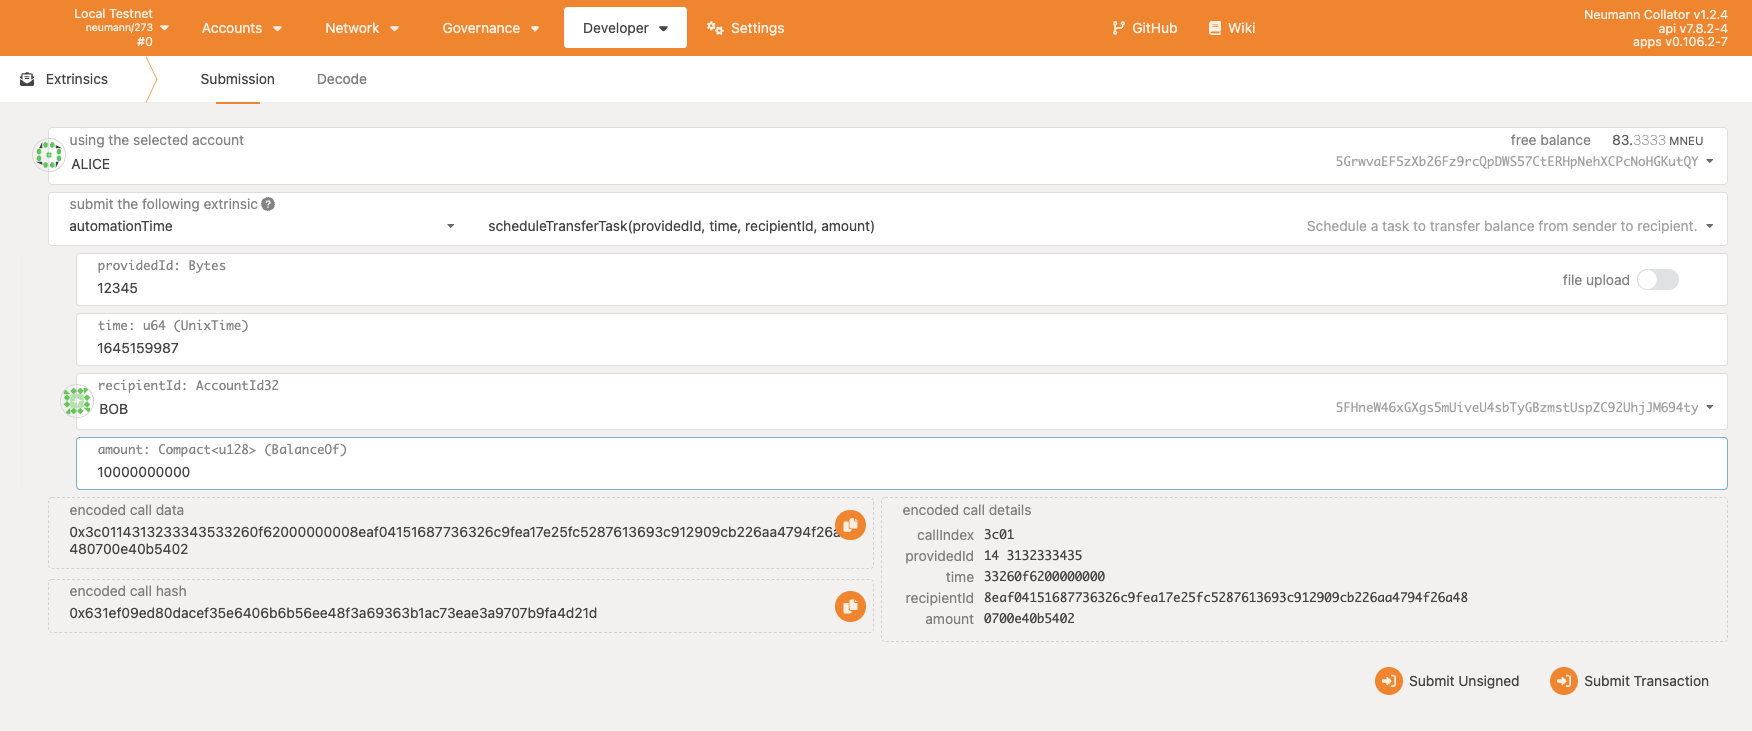 Local Testnet
neumann/273
#0
Accounts
Network
Governance
Developer
Settings
GitHub
Wiki
Neumann Collator v1.2.4
api v7.8.2-4
apps v0.106.2-7
Extrinsics
Submission
Decode
using the selected account
ALICE
free balance 83.3333 MNEU
5GrwvaEF5zXb26Fz9rcQpDWS57CtERHpNehXCPcNoHGKutQY
submit the following extrinsic ?
automationTime
scheduleTransferTask(providedId, time, recipientId, amount)
Schedule a task to transfer balance from sender to recipient.
providedId: Bytes
12345
file upload
time: u64 (UnixTime)
1645159987
recipientId: AccountId32
BOB
5FHneW46xGXgs5mUiveU4sbTyGBzmstUspZC92UhjJM694ty
amount: Compact<u128> (BalanceOf)
10000000000
encoded call data
0x3c0114313233343533260f62000000008eaf04151687736326c9fea17e25fc5287613693c912909cb226aa4794f26a
480700e40b5402
encoded call hash
0x631ef09ed80dacef35e6406b6b56ee48f3a69363b1ac73eae3a9707b9fa4d21d
encoded call details
callIndex 3c01
providedId 14 3132333435
time 33260f6200000000
recipientId 8eaf04151687736326c9fea17e25fc5287613693c912909cb226aa4794f26a48
amount 0700e40b5402
Submit Unsigned
Submit Transaction